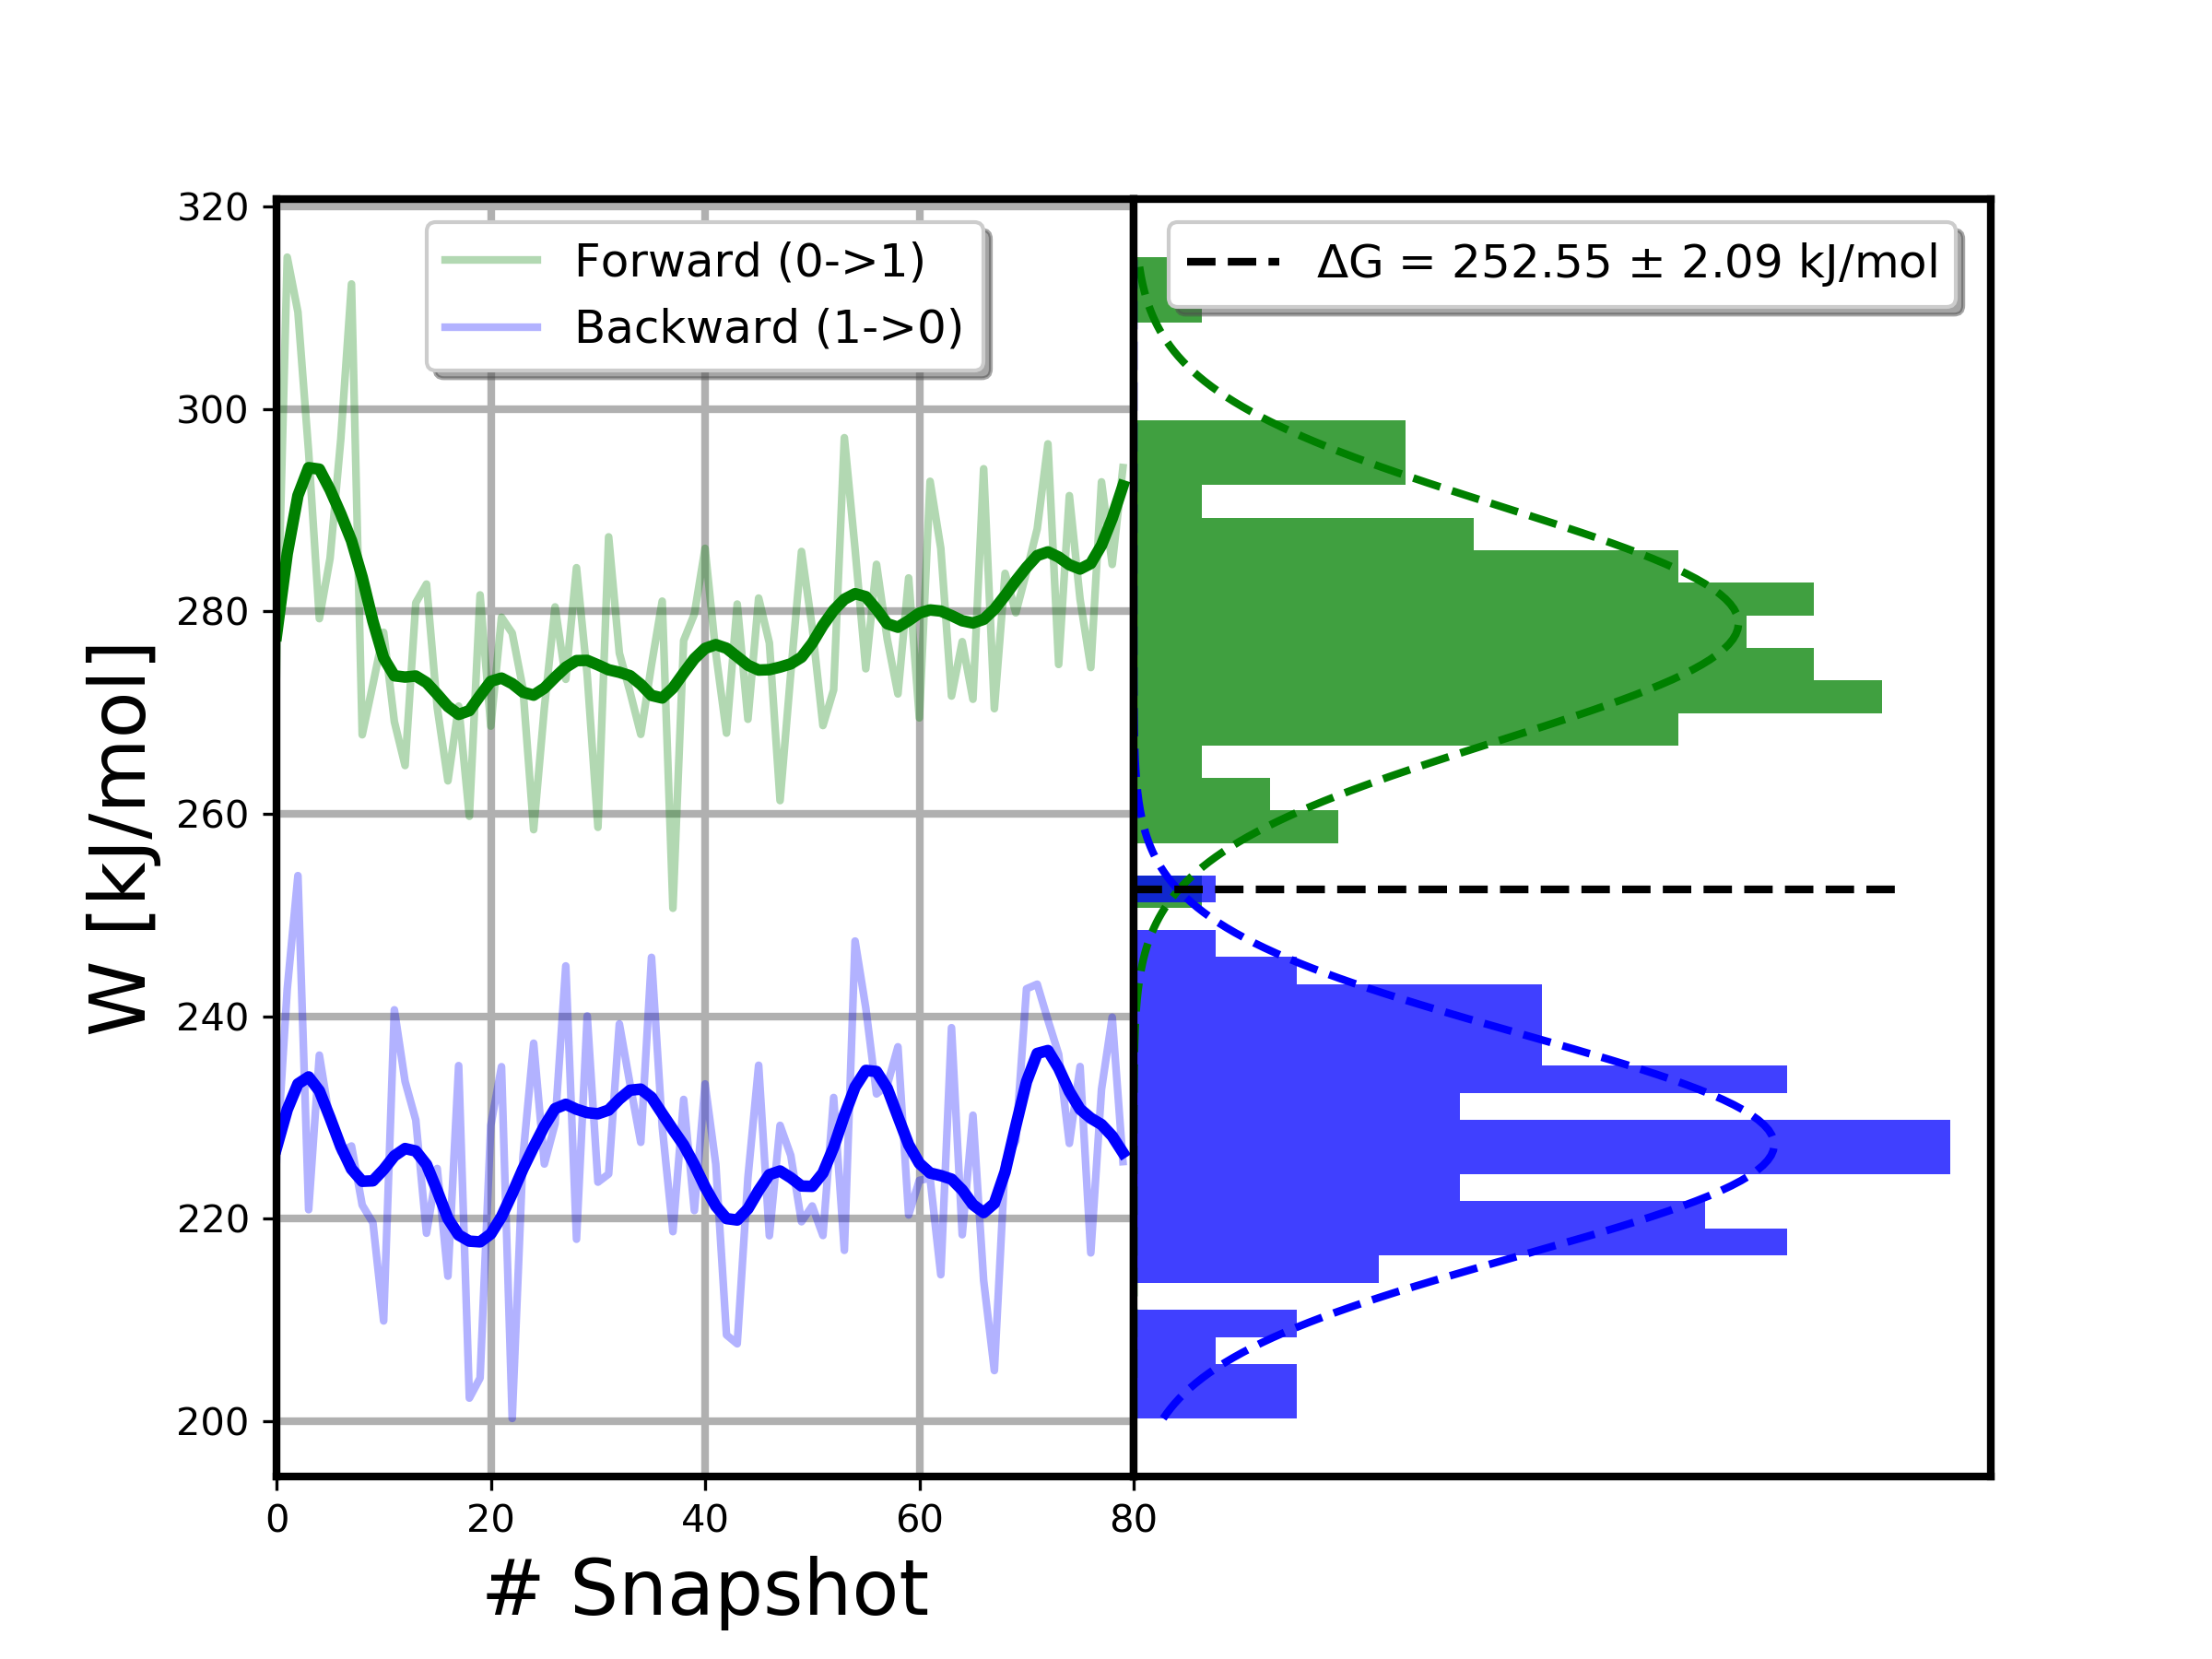 Forward (0->1)
Backward (1->0)
ΔG = 252.55 ± 2.09 kJ/mol
W [kJ/mol]
320
300
280
260
240
220
200
0 20 40 60 80
# Snapshot